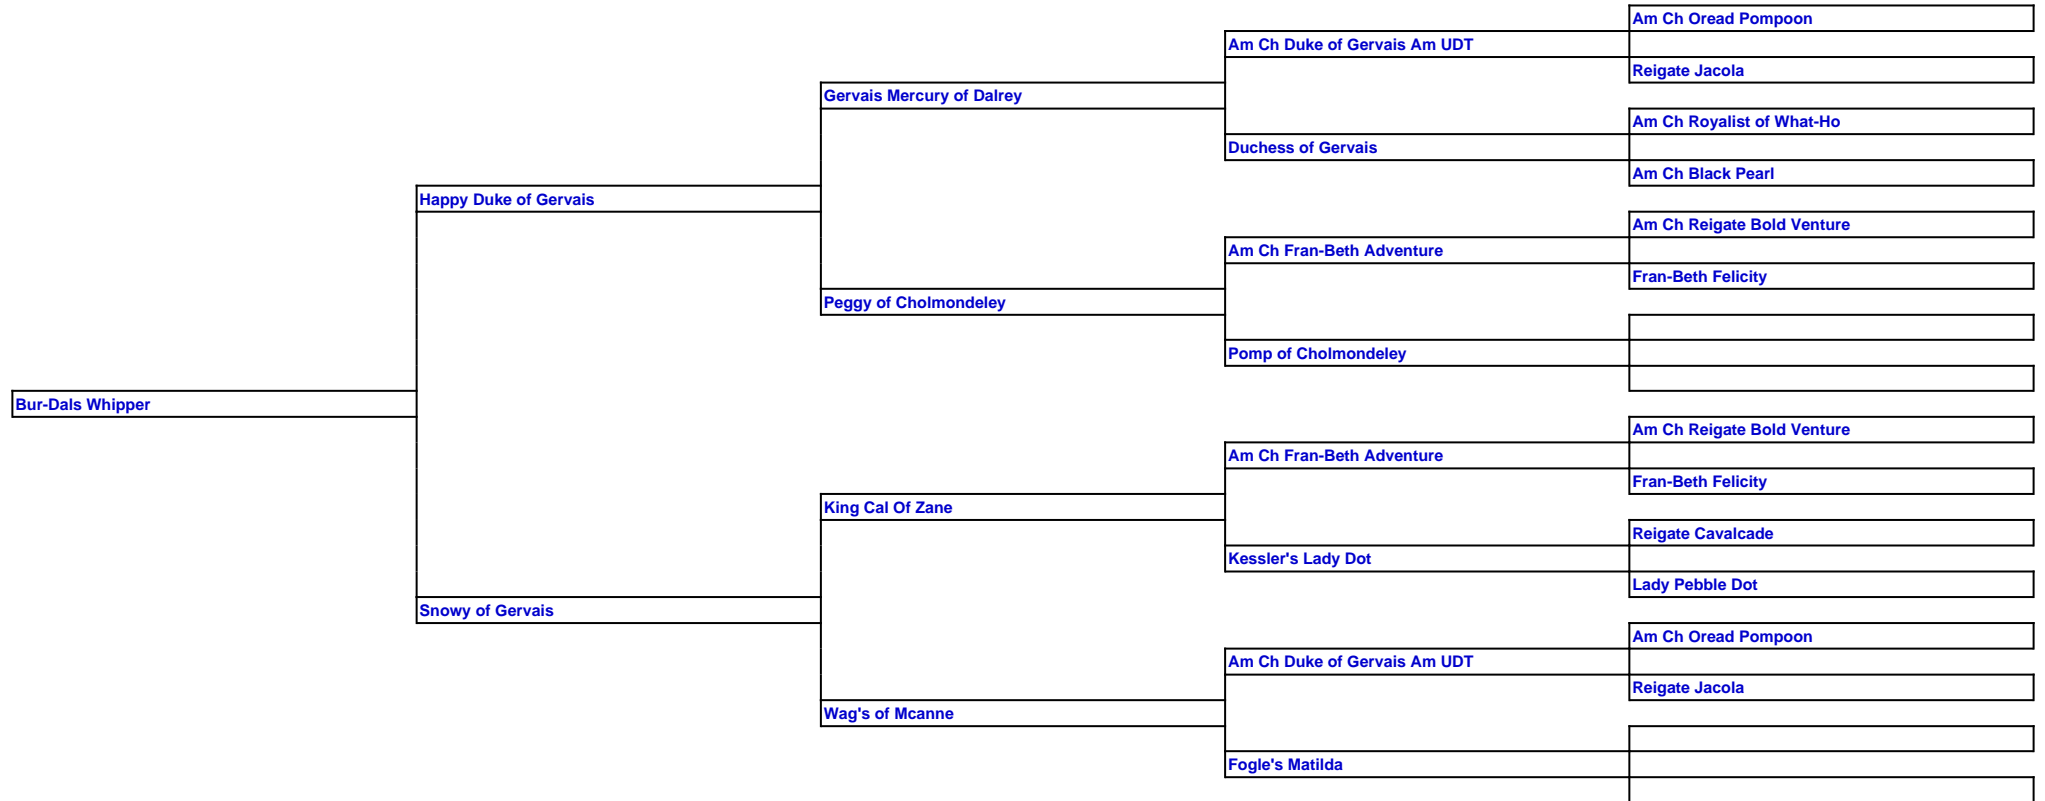 Am Ch Oread Pompoon
Am Ch Duke of Gervais Am UDT
Reigate Jacola
Gervais Mercury of Dalrey
Am Ch Royalist of What-Ho
Duchess of Gervais
Am Ch Black Pearl
Happy Duke of Gervais
Am Ch Reigate Bold Venture
Am Ch Fran-Beth Adventure
Fran-Beth Felicity
Peggy of Cholmondeley
Pomp of Cholmondeley
Bur-Dals Whipper
Am Ch Reigate Bold Venture
Am Ch Fran-Beth Adventure
Fran-Beth Felicity
King Cal Of Zane
Reigate Cavalcade
Kessler's Lady Dot
Lady Pebble Dot
Snowy of Gervais
Am Ch Oread Pompoon
Am Ch Duke of Gervais Am UDT
Reigate Jacola
Wag's of Mcanne
Fogle's Matilda